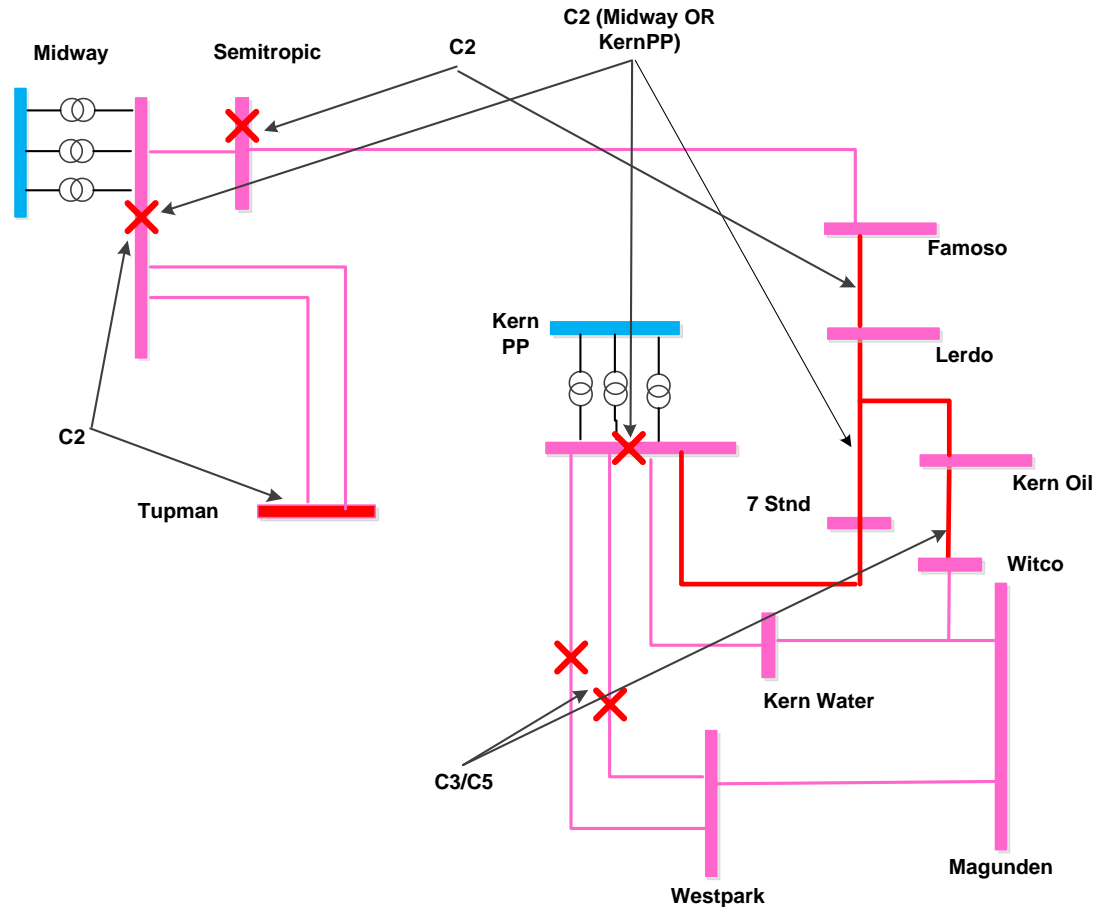 C2 (Midway OR
KernPP)
Midway
Semitropic
C2
Famoso
Kern
PP
Lerdo
C2
Kern Oil
7 Stnd
Tupman
Witco
Kern Water
C3/C5
Magunden
Westpark